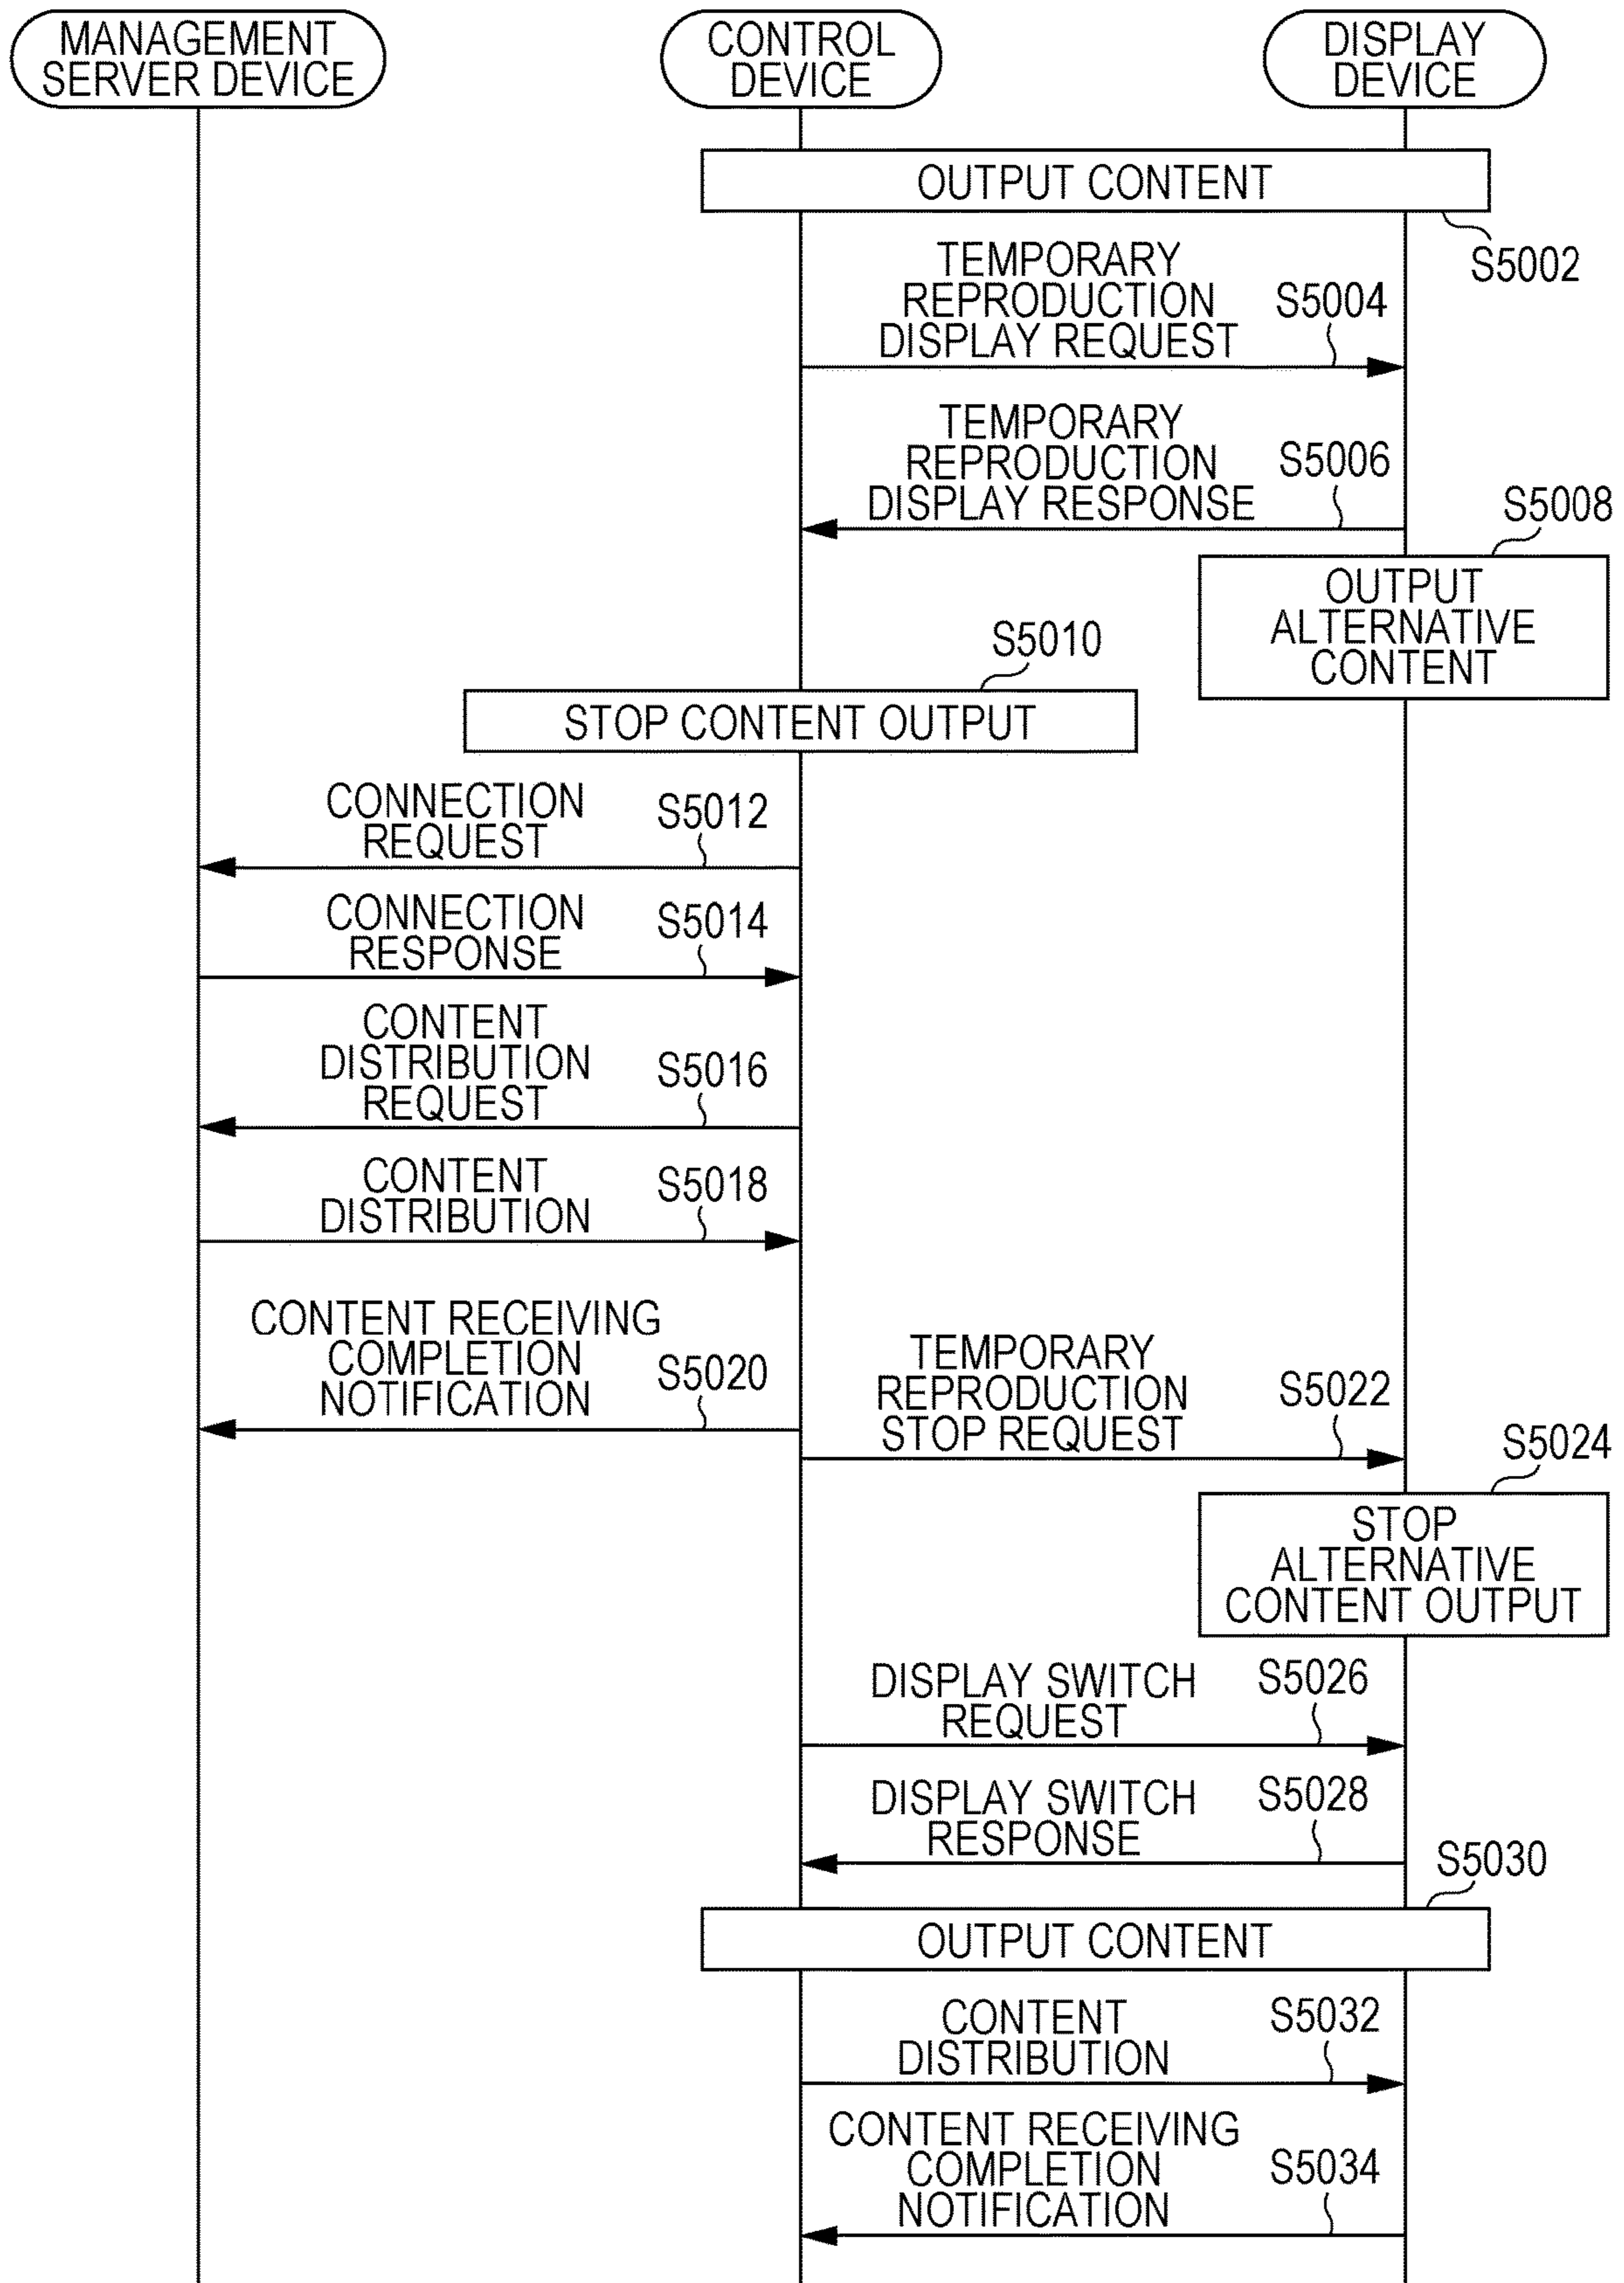 MANAGEMENT
SERVER DEVICE
CONTROL
DEVICE
DISPLAY
DEVICE
OUTPUT CONTENT
S5002
TEMPORARY
REPRODUCTION
DISPLAY REQUEST
S5004
TEMPORARY
REPRODUCTION
DISPLAY RESPONSE
S5006
S5008
OUTPUT
ALTERNATIVE
CONTENT
S5010
STOP CONTENT OUTPUT
CONNECTION
REQUEST
S5012
CONNECTION
RESPONSE
S5014
CONTENT
DISTRIBUTION
REQUEST
S5016
CONTENT
DISTRIBUTION
S5018
CONTENT RECEIVING
COMPLETION
NOTIFICATION
S5020
TEMPORARY
REPRODUCTION
STOP REQUEST
S5022
S5024
STOP
ALTERNATIVE
CONTENT OUTPUT
DISPLAY SWITCH
REQUEST
S5026
DISPLAY SWITCH
RESPONSE
S5028
S5030
OUTPUT CONTENT
CONTENT
DISTRIBUTION
S5032
CONTENT RECEIVING
COMPLETION
NOTIFICATION
S5034